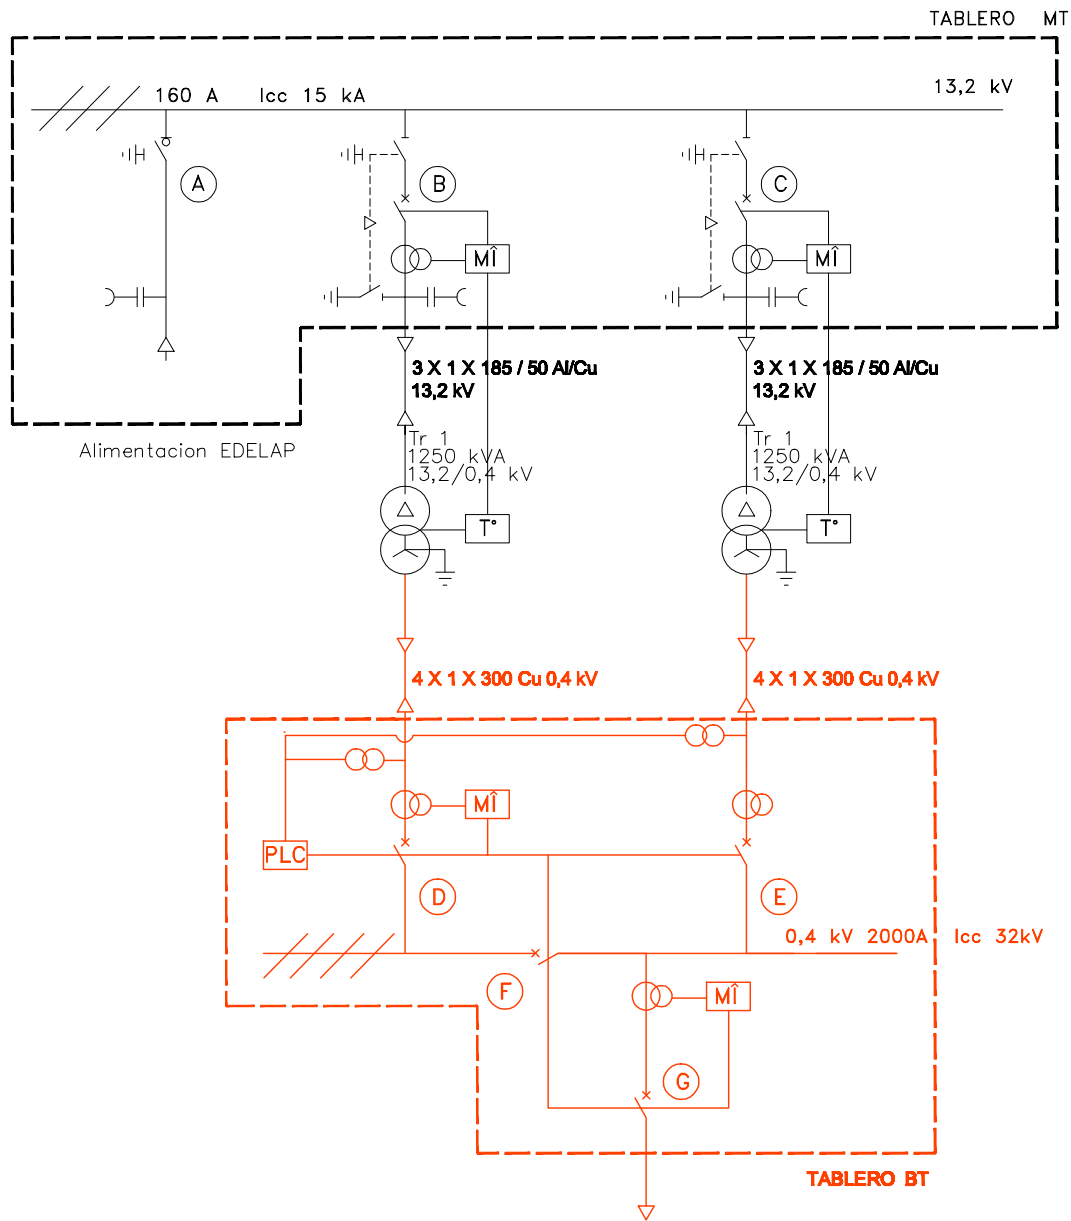 TABLERO MT
160 A Icc 15 kA
13,2 kV
A
B
C
MÎ
MÎ
3 X 1 X 185 / 50 Al/Cu
13,2 kV
3 X 1 X 185 / 50 Al/Cu
13,2 kV
Alimentacion EDELAP
Tr 1
1250 kVA
13,2/0,4 kV
Tr 1
1250 kVA
13,2/0,4 kV
T°
T°
4 X 1 X 300 Cu 0,4 kV
4 X 1 X 300 Cu 0,4 kV
MÎ
PLC
D
E
0,4 kV 2000A Icc 32kV
F
MÎ
G
TABLERO BT